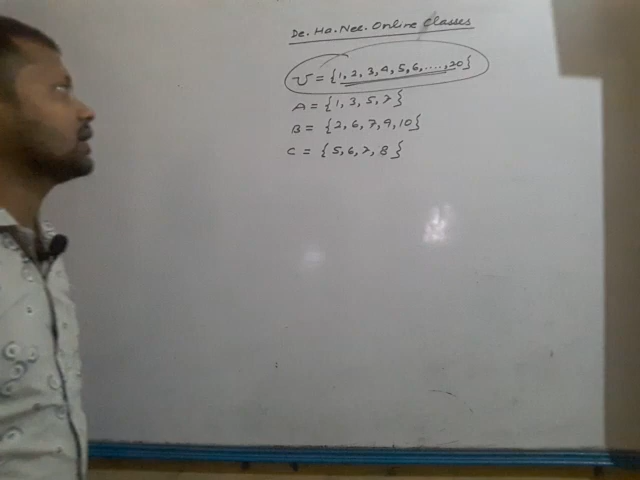 De. Ha. Nee. Online Classes
U = {1, 2, 3, 4, 5, 6, ....., 20}
A = {1, 3, 5, 7}
B = {2, 6, 7, 9, 10}
C = {5, 6, 7, 8}